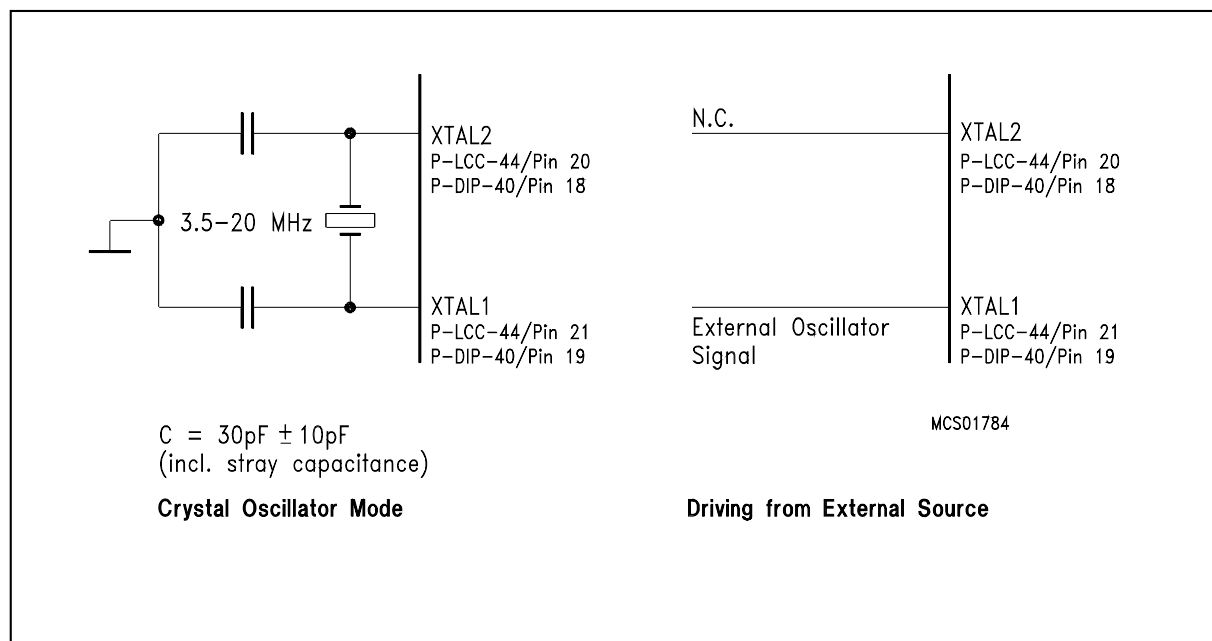 XTAL2
P-LCC-44/Pin 20
P-DIP-40/Pin 18
3.5-20 MHz
XTAL1
P-LCC-44/Pin 21
P-DIP-40/Pin 19
C = 30pF ± 10pF
(incl. stray capacitance)
Crystal Oscillator Mode
N.C.
XTAL2
P-LCC-44/Pin 20
P-DIP-40/Pin 18
External Oscillator
Signal
XTAL1
P-LCC-44/Pin 21
P-DIP-40/Pin 19
MCS01784
Driving from External Source